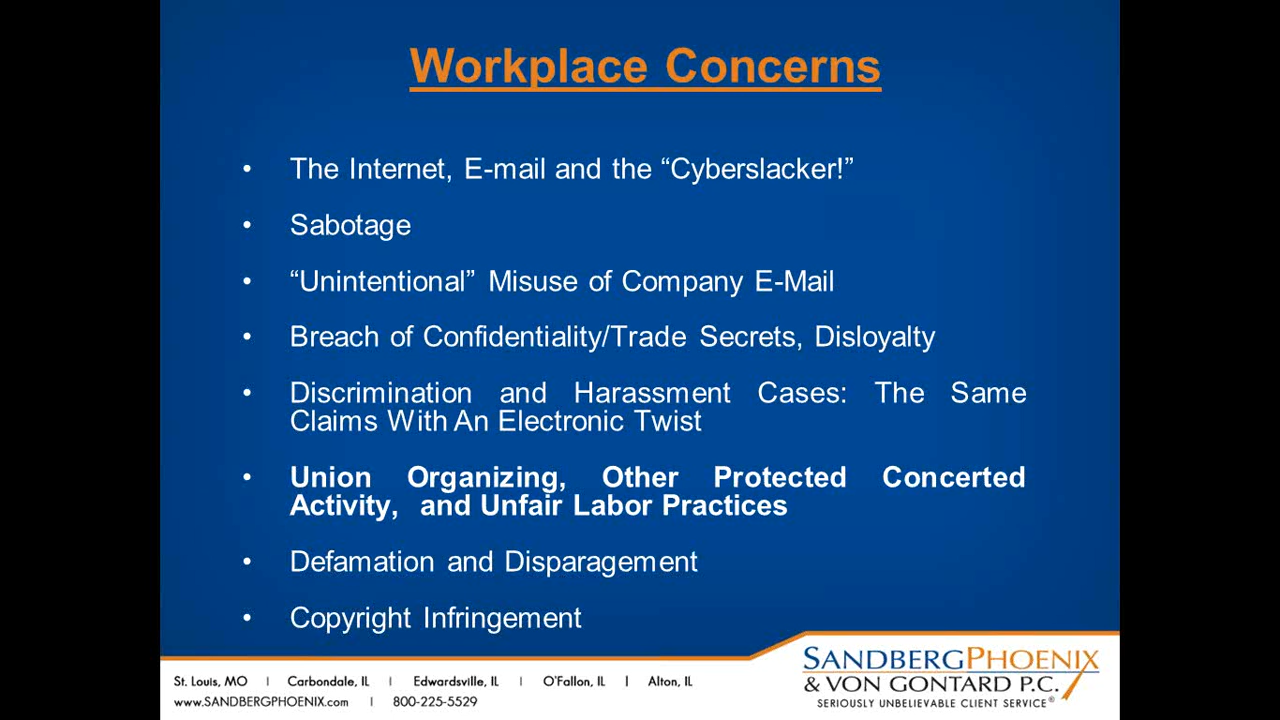 Workplace Concerns
• The Internet, E-mail and the “Cyberslacker!”
• Sabotage
• “Unintentional” Misuse of Company E-Mail
• Breach of Confidentiality/Trade Secrets, Disloyalty
• Discrimination and Harassment Cases: The Same
Claims With An Electronic Twist
• Union Organizing, Other Protected Concerted
Activity, and Unfair Labor Practices
• Defamation and Disparagement
• Copyright Infringement
St. Louis, MO | Carbondale, IL | Edwardsville, IL | O'Fallon, IL | Alton, IL
www.SANDBERGPHOENIX.com | 800-225-5529
SANDBERGPHOENIX
& VON GONTARD P.C.
SERIOUSLY UNBELIEVABLE CLIENT SERVICE®